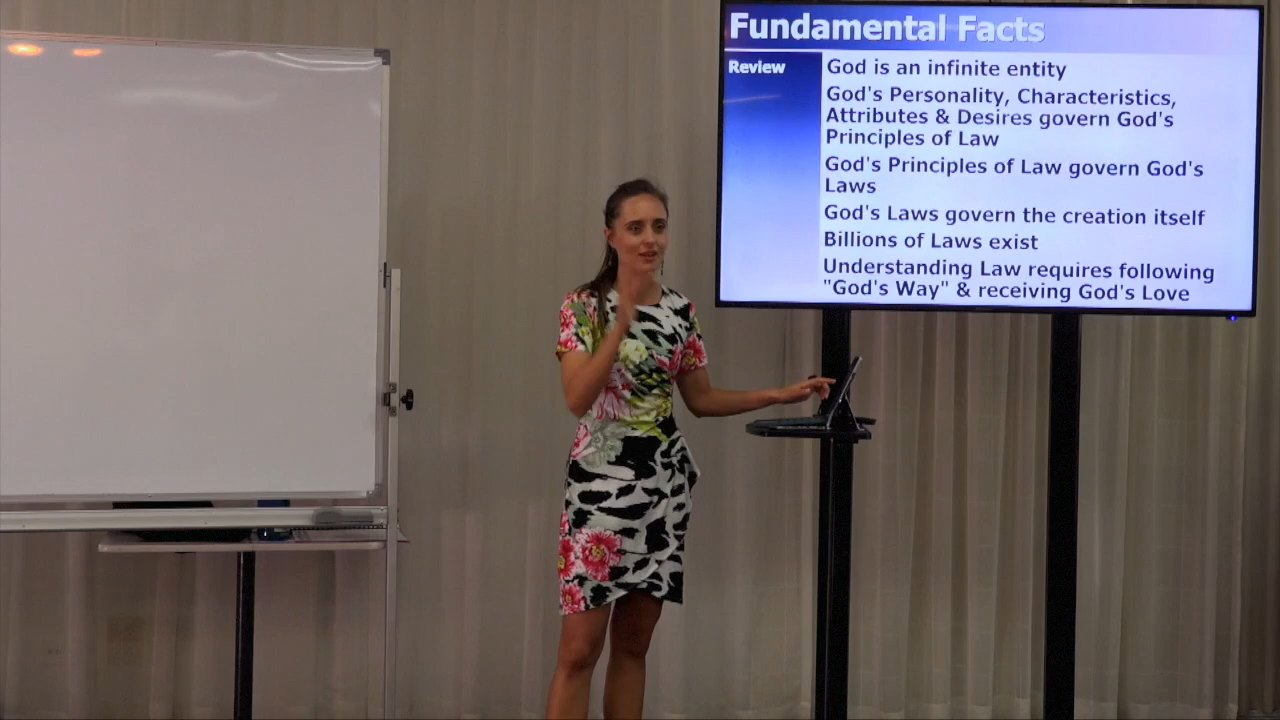 Fundamental Facts
Review
God is an infinite entity
God's Personality, Characteristics,
Attributes & Desires govern God's
Principles of Law
God's Principles of Law govern God's
Laws
God's Laws govern the creation itself
Billions of Laws exist
Understanding Law requires following
"God's Way" & receiving God's Love